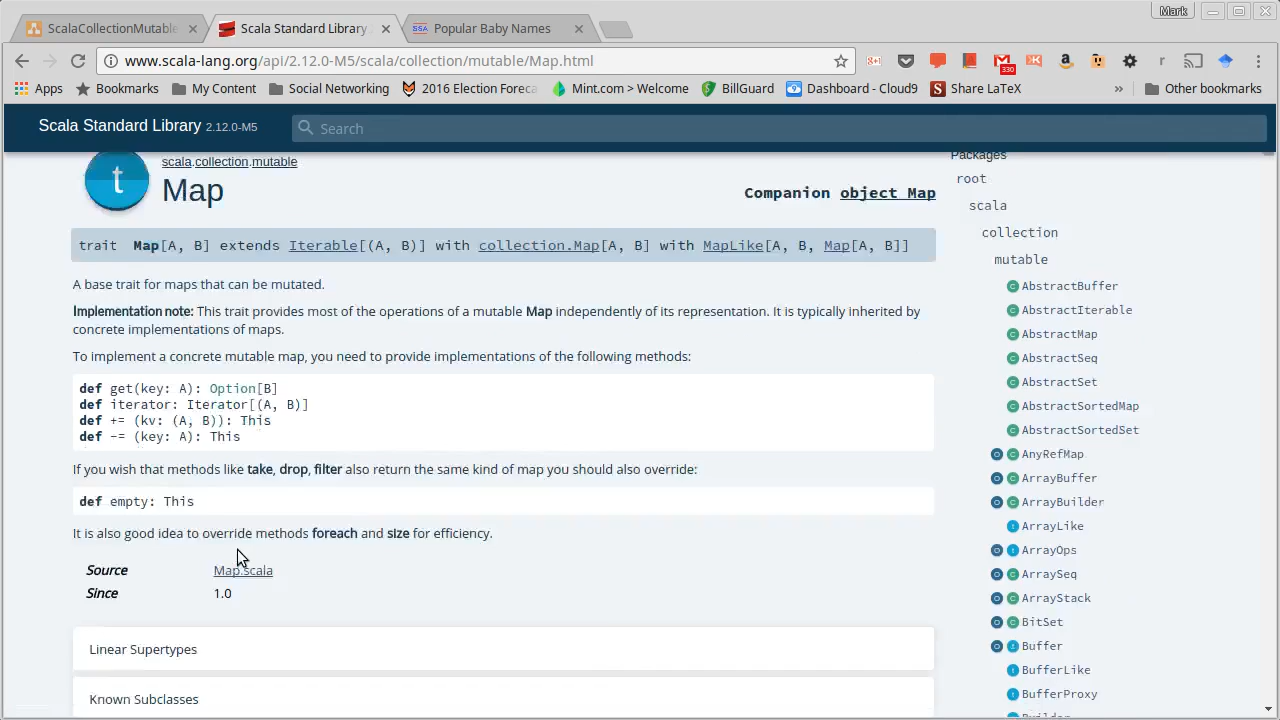 Mark
ScalaCollectionMutable
Scala Standard Library
SSA Popular Baby Names
www.scala-lang.org/api/2.12.0-M5/scala/collection/mutable/Map.html
330
Apps
Bookmarks
My Content
Social Networking
2016 Election Foreca
Mint.com > Welcome
BillGuard
Dashboard - Cloud9
Share LaTeX
»
Other bookmarks
Scala Standard Library 2.12.0-M5
Search
scala.collection.mutable
t
Map
Companion object Map
trait Map[A, B] extends Iterable[(A, B)] with collection.Map[A, B] with MapLike[A, B, Map[A, B]]
A base trait for maps that can be mutated.
Implementation note: This trait provides most of the operations of a mutable Map independently of its representation. It is typically inherited by
concrete implementations of maps.
To implement a concrete mutable map, you need to provide implementations of the following methods:
def get(key: A): Option[B]
def iterator: Iterator[(A, B)]
def += (kv: (A, B)): This
def -= (key: A): This
If you wish that methods like take, drop, filter also return the same kind of map you should also override:
def empty: This
It is also good idea to override methods foreach and size for efficiency.
Source Map.scala
Since 1.0
Linear Supertypes
Known Subclasses
Packages
root
scala
collection
mutable
C AbstractBuffer
C AbstractIterable
C AbstractMap
C AbstractSeq
C AbstractSet
C AbstractSortedMap
C AbstractSortedSet
O C AnyRefMap
O C ArrayBuffer
O C ArrayBuilder
t ArrayLike
O t ArrayOps
O C ArraySeq
O C ArrayStack
O C BitSet
O t Buffer
t BufferLike
t BufferProxy
Builder